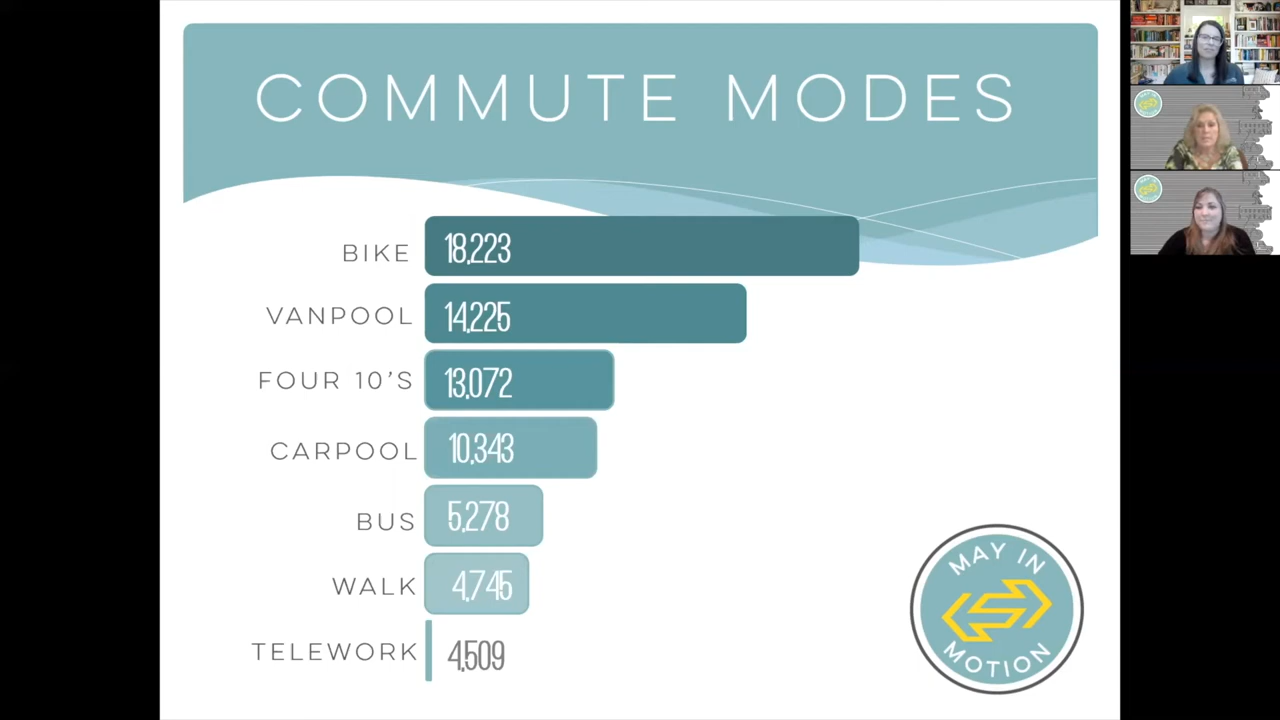 COMMUTE MODES
BIKE 18,223
VANPOOL 14,225
FOUR 10'S 13,072
CARPOOL 10,343
BUS 5,278
WALK 4,745
TELEWORK 4,509
MAY IN
MOTION